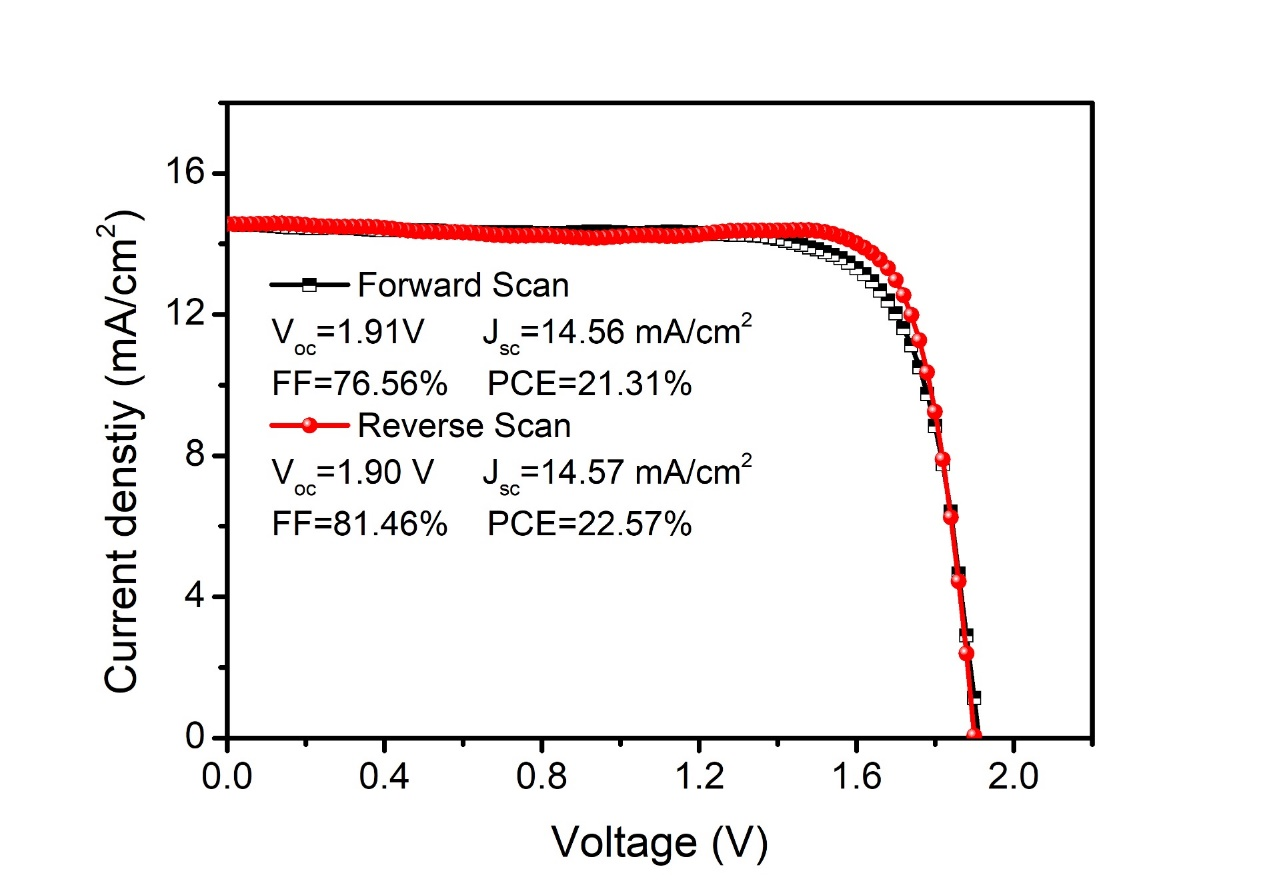 Current denstiy (mA/cm²)
16
12
8
4
0
Forward Scan
Voc=1.91V Jsc=14.56 mA/cm²
FF=76.56% PCE=21.31%
Reverse Scan
Voc=1.90 V Jsc=14.57 mA/cm²
FF=81.46% PCE=22.57%
0.0 0.4 0.8 1.2 1.6 2.0
Voltage (V)